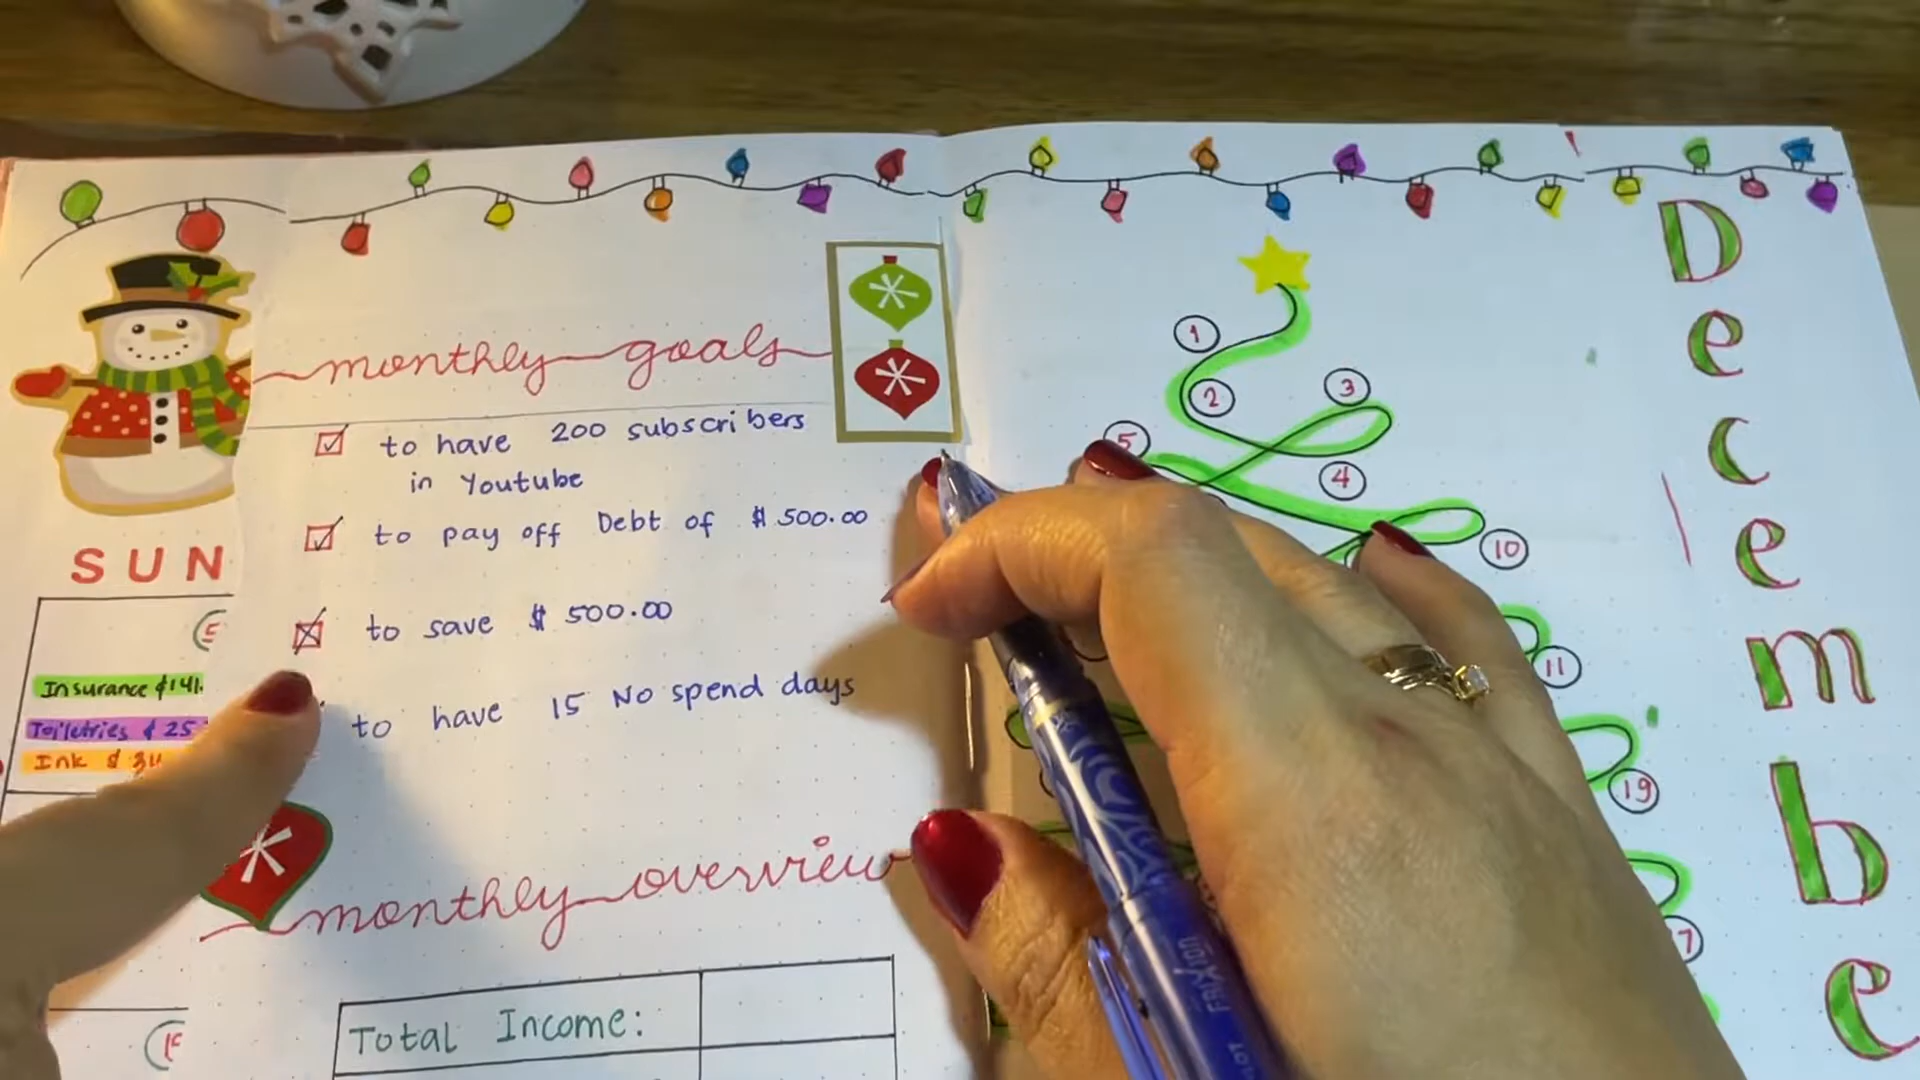 monthly goals
to have 200 subscribers
in Youtube
to pay off Debt of $500.00
to save $500.00
to have 15 No spend days
SUN
Insurance $141.
Toiletries $25
Ink $34
monthly overview
Total Income:
1
2
3
4
5
10
11
19
D
e
c
e
m
b
e
FRIXION